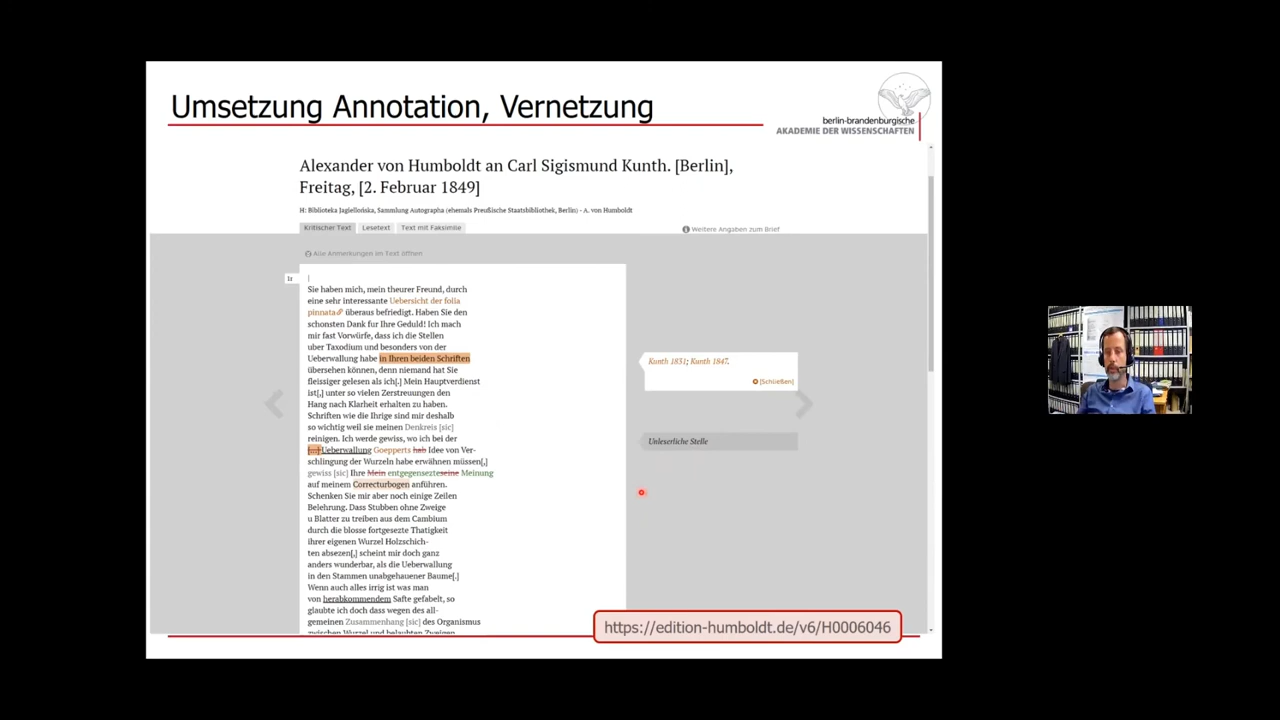 Umsetzung Annotation, Vernetzung
berlin-brandenburgische
AKADEMIE DER WISSENSCHAFTEN
Alexander von Humboldt an Carl Sigismund Kunth. [Berlin],
Freitag, [2. Februar 1849]
H: Biblioteka Jagiellońska, Sammlung Autographa (ehemals Preußische Staatsbibliothek, Berlin) - A. von Humboldt
Kritischer Text Lesetext Text mit Faksimile
Weitere Angaben zum Brief
Alle Anmerkungen im Text öffnen
1r
|
Sie haben mich, mein theurer Freund, durch
eine sehr interessante Uebersicht der folia
pinnata überaus befriedigt. Haben Sie den
schonsten Dank fur Ihre Geduld! Ich mach
mir fast Vorwürfe, dass ich die Stellen
uber Taxodium und besonders von der
Ueberwallung habe in Ihren beiden Schriften
übersehen können, denn niemand hat Sie
fleissiger gelesen als ich[.] Mein Hauptverdienst
ist[,] unter so vielen Zerstreuungen den
Hang nach Klarheit erhalten zu haben.
Schriften wie die Ihrige sind mir deshalb
so wichtig weil sie meinen Denkreis [sic]
reinigen. Ich werde gewiss, wo ich bei der
Ueberwallung Goepperts hab Idee von Ver-
schlingung der Wurzeln habe erwähnen müssen[,]
gewiss [sic] Ihre Mein entgegensezteseine Meinung
auf meinem Correcturbogen anführen.
Schenken Sie mir aber noch einige Zeilen
Belehrung. Dass Stubben ohne Zweige
u Blatter zu treiben aus dem Cambium
durch die blosse fortgesezte Thatigkeit
ihrer eigenen Wurzel Holzschich-
ten absezen[,] scheint mir doch ganz
anders wunderbar, als die Ueberwallung
in den Stammen unabgehauener Baume[.]
Wenn auch alles irrig ist was man
von herabkommendem Safte gefabelt, so
glaubte ich doch dass wegen des all-
gemeinen Zusammenhang [sic] des Organismus
zwischen Wurzel und belaubten Zweigen
Kunth 1831; Kunth 1847.
[Schließen]
Unleserliche Stelle
https://edition-humboldt.de/v6/H0006046